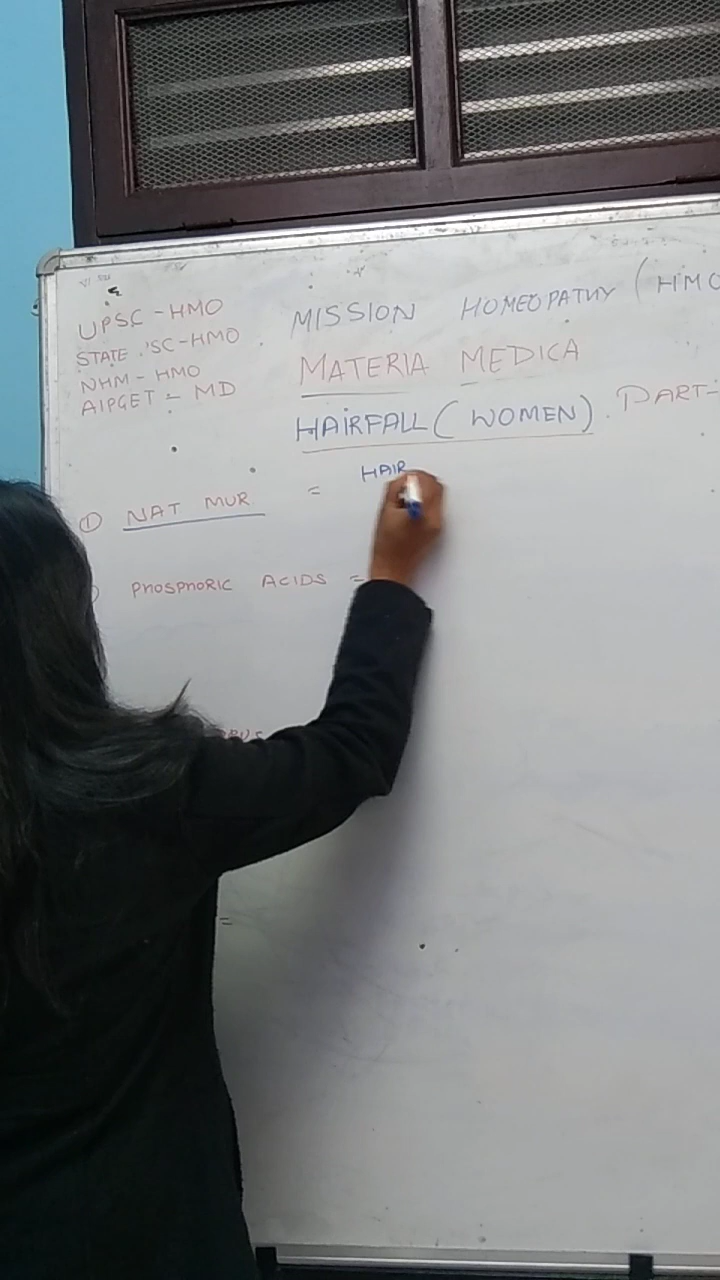 UPSC - HMO
STATE SC-HMO
NHM - HMO
AIPGET - MD
MISSION HOMEOPATHY (HMO
MATERIA MEDICA
HAIRFALL (WOMEN). PART-
① NAT MUR =
HAIR
PHOSPHORIC ACIDS =
=